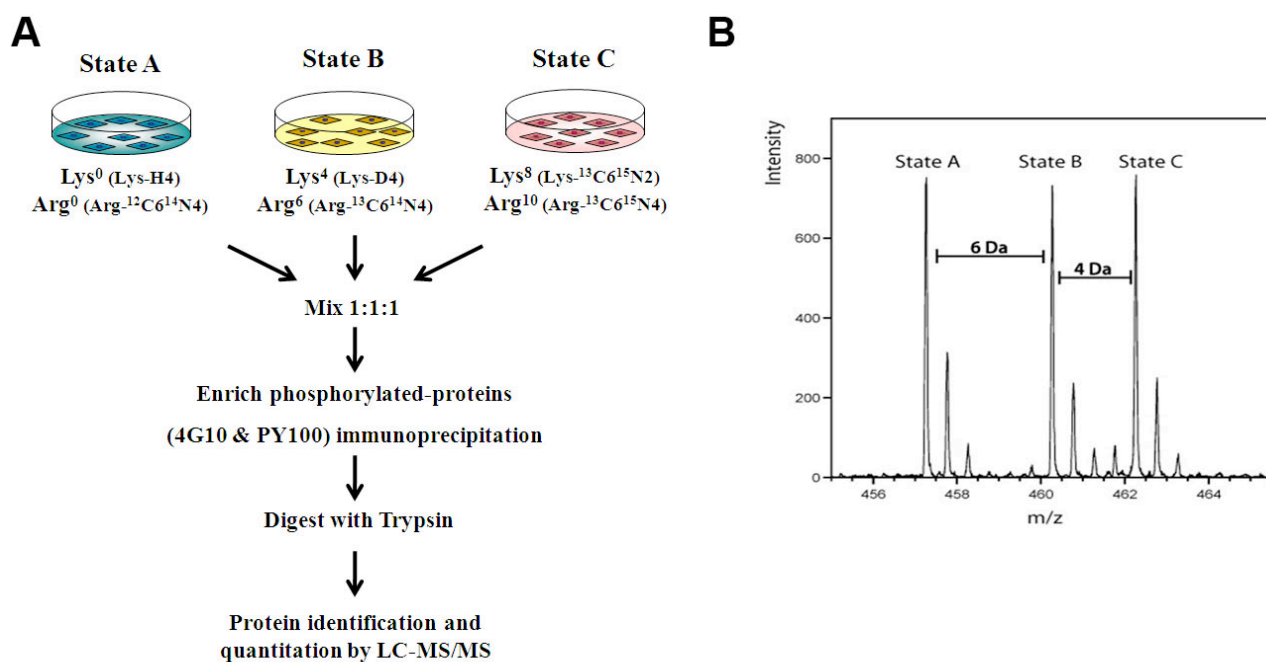 A
State A
State B
State C
Lys⁰ (Lys-H4)
Arg⁰ (Arg-¹²C6¹⁴N4)
Lys⁴ (Lys-D4)
Arg⁶ (Arg-¹³C6¹⁴N4)
Lys⁸ (Lys-¹³C6¹⁵N2)
Arg¹⁰ (Arg-¹³C6¹⁵N4)
Mix 1:1:1
Enrich phosphorylated-proteins
(4G10 & PY100) immunoprecipitation
Digest with Trypsin
Protein identification and
quantitation by LC-MS/MS
B
Intensity
800
600
400
200
0
State A
State B
State C
6 Da
4 Da
456
458
460
462
464
m/z